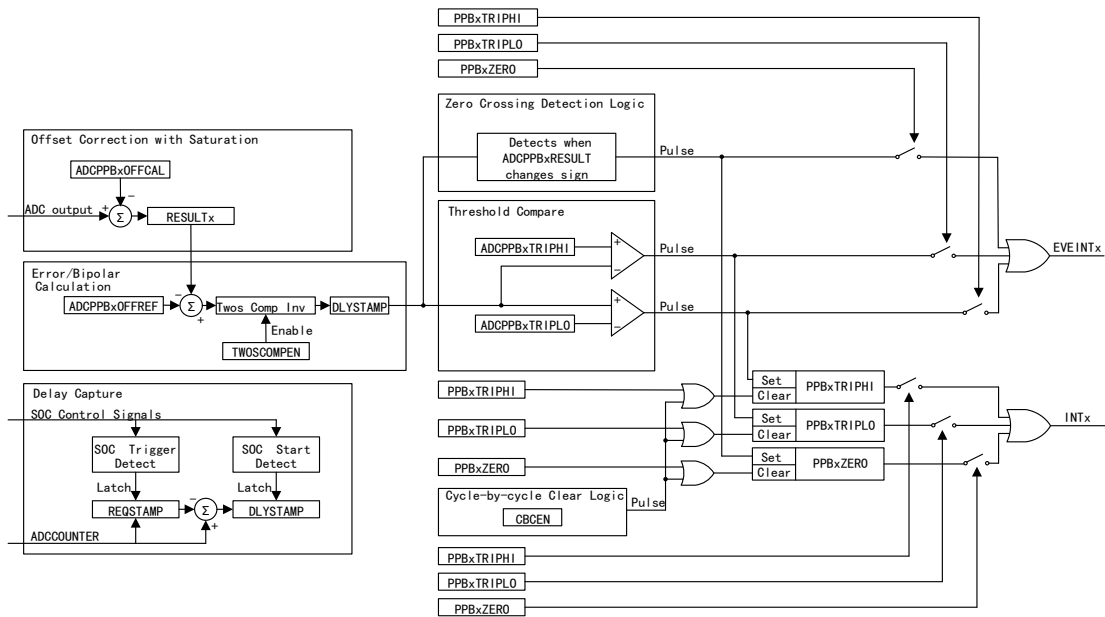 PPBxTRIPHI
PPBxTRIPLO
PPBxZERO
Zero Crossing Detection Logic
Detects when
ADCPPBxRESULT
changes sign
Pulse
Offset Correction with Saturation
ADCPPBxOFFCAL
−
ADC output
+
Σ
RESULTx
Threshold Compare
ADCPPBxTRIPHI
+
−
Pulse
+
−
Pulse
ADCPPBxTRIPLO
EVEINTx
Error/Bipolar
Calculation
ADCPPBxOFFREF
−
Σ
+
Twos Comp Inv
DLYSTAMP
Enable
TWOSCOMPEN
Delay Capture
SOC Control Signals
SOC Trigger
Detect
SOC Start
Detect
Latch
Latch
REQSTAMP
−
Σ
+
DLYSTAMP
ADCCOUNTER
PPBxTRIPHI
Set
Clear
PPBxTRIPHI
PPBxTRIPLO
Set
Clear
PPBxTRIPLO
PPBxZERO
Set
Clear
PPBxZERO
INTx
Cycle-by-cycle Clear Logic
CBCEN
Pulse
PPBxTRIPHI
PPBxTRIPLO
PPBxZERO